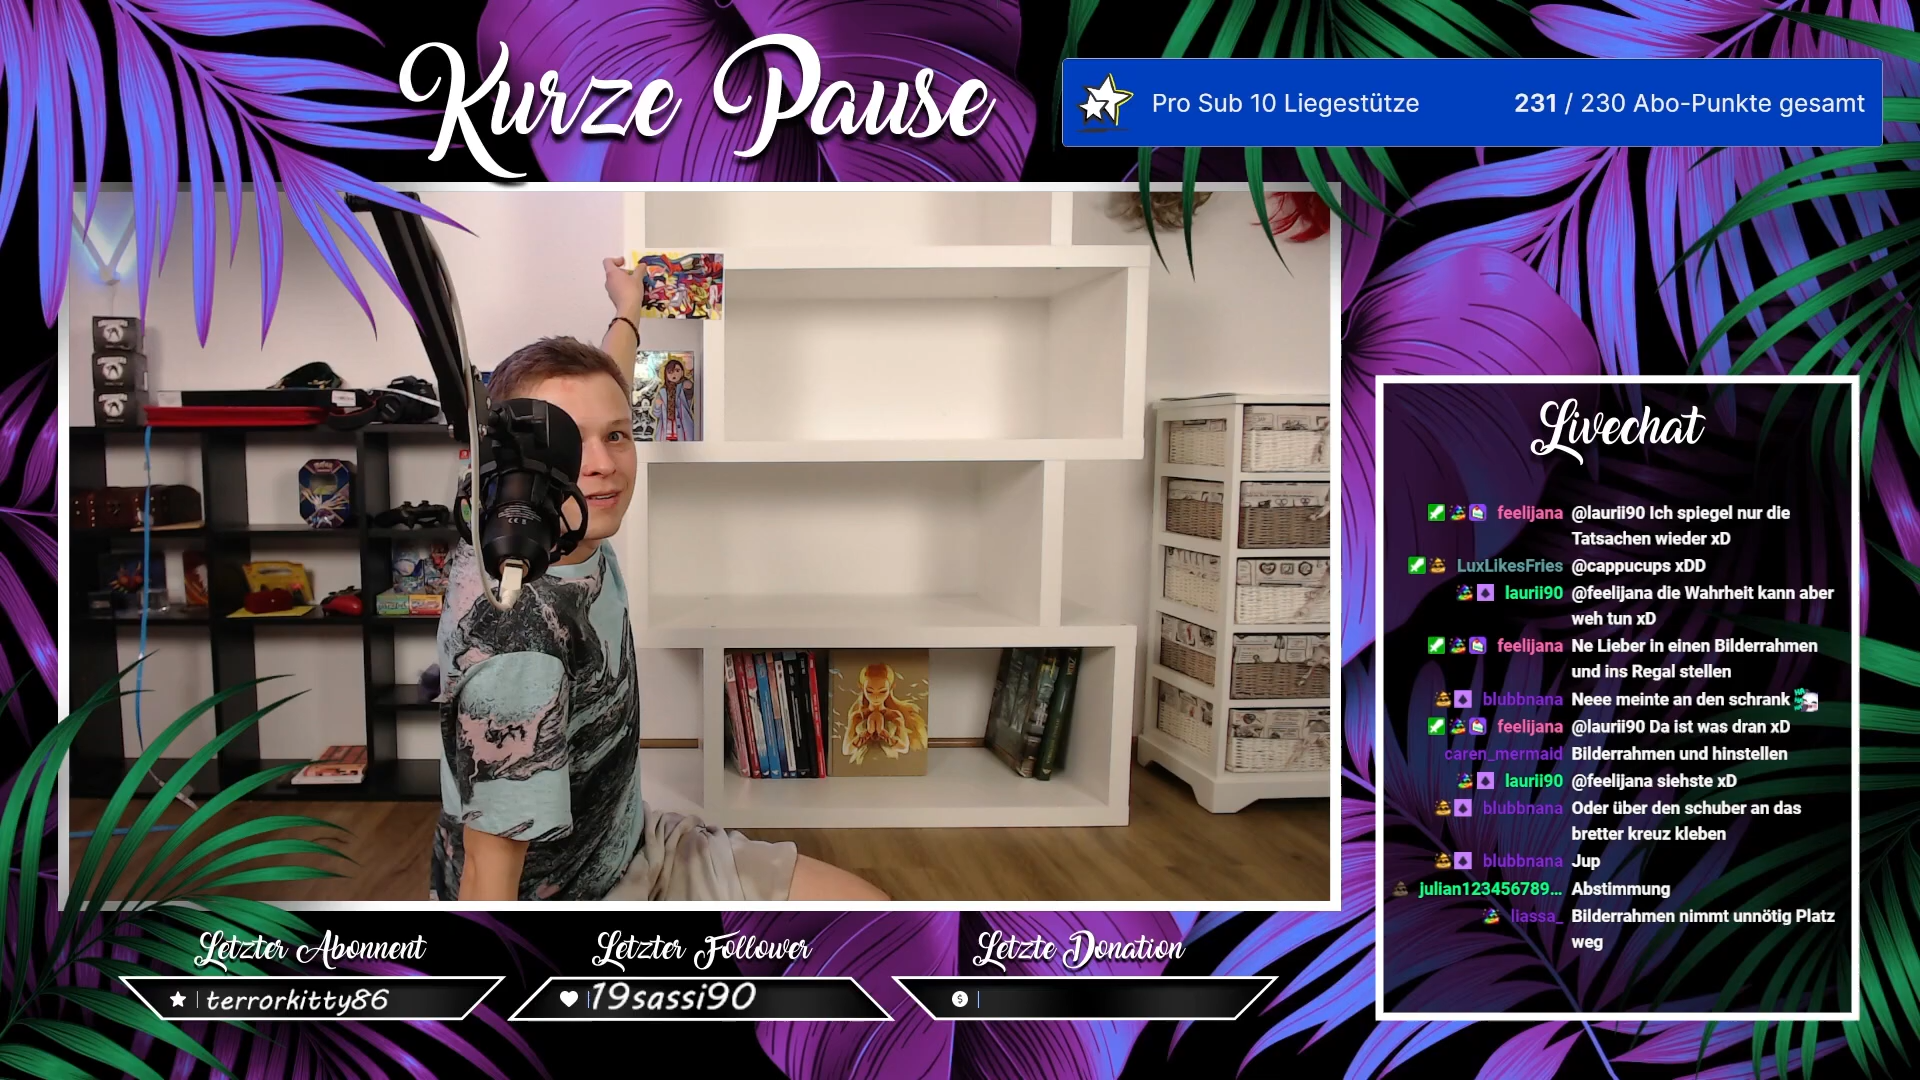 Kurze Pause
Pro Sub 10 Liegestütze
231 / 230 Abo-Punkte gesamt
Livechat
feelijana @laurii90 Ich spiegel nur die
Tatsachen wieder xD
LuxLikesFries @cappucups xDD
laurii90 @feelijana die Wahrheit kann aber
weh tun xD
feelijana Ne Lieber in einen Bilderrahmen
und ins Regal stellen
blubbnana Neee meinte an den schrank
feelijana @laurii90 Da ist was dran xD
caren_mermaid Bilderrahmen und hinstellen
laurii90 @feelijana siehste xD
blubbnana Oder über den schuber an das
bretter kreuz kleben
blubbnana Jup
julian123456789... Abstimmung
llassa_ Bilderrahmen nimmt unnötig Platz
weg
Letzter Abonnent
terrorkitty86
Letzter Follower
19sassi90
Letzte Donation